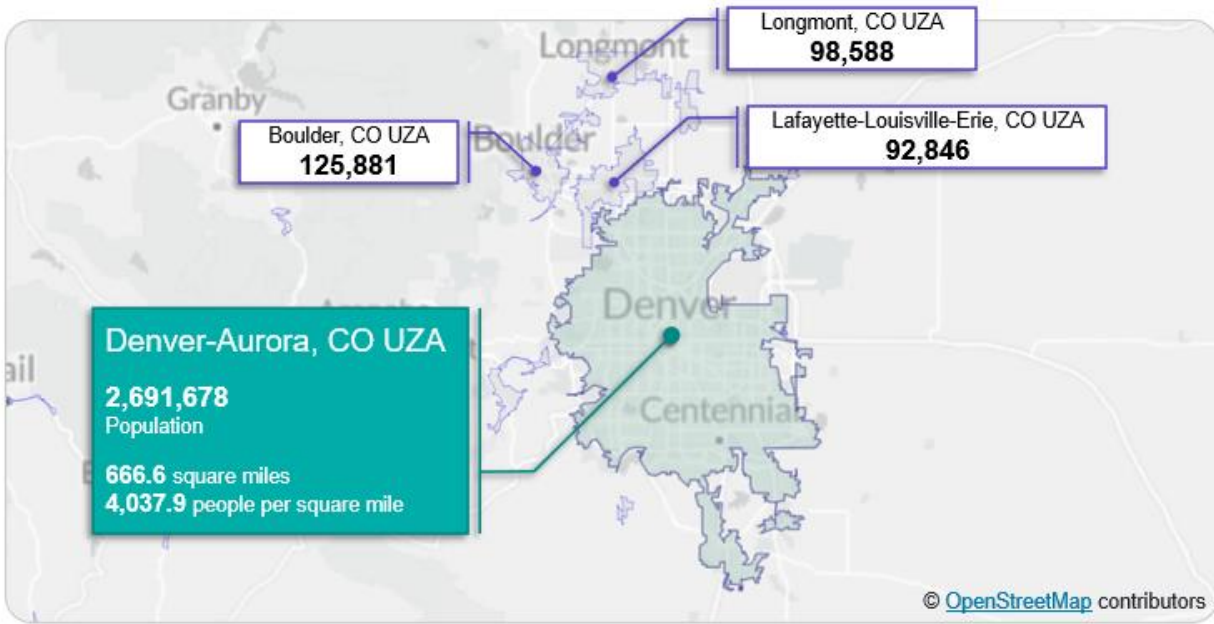 Longmont, CO UZA
98,588
Longmont
Granby
Boulder, CO UZA
125,881
Boulder
Lafayette-Louisville-Erie, CO UZA
92,846
Denver
Denver-Aurora, CO UZA
2,691,678
Population
666.6 square miles
4,037.9 people per square mile
ail
Centennial
© OpenStreetMap contributors